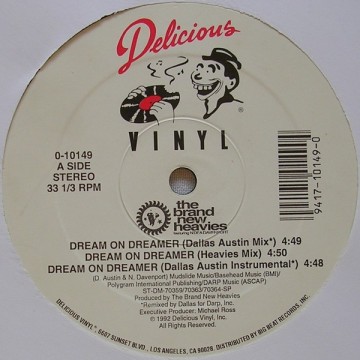 Delicious
VINYL
0-10149
A SIDE
STEREO
33 1/3 RPM
9417-10149-0
the
brand
new
heavies
featuring N'DEA DAVENPORT
DREAM ON DREAMER (Dallas Austin Mix*) 4:49
DREAM ON DREAMER (Heavies Mix) 4:50
DREAM ON DREAMER (Dallas Austin Instrumental*) 4:48
(D. Austin & N. Davenport) Mudslide Music/Basehead Music (BMI)/
Polygram International Publishing/DARP Music (ASCAP)
ST-DM-70359/70363/70364-SP
Produced by The Brand New Heavies
*Remixed by Dallas for Darp, Inc.
Executive Producer: Michael Ross
℗ 1992 Delicious Vinyl, Inc.
All Rights Reserved.
DELICIOUS VINYL, 6607 SUNSET BLVD., LOS ANGELES, CA 90028. DISTRIBUTED BY BIG BEAT RECORDS INC.